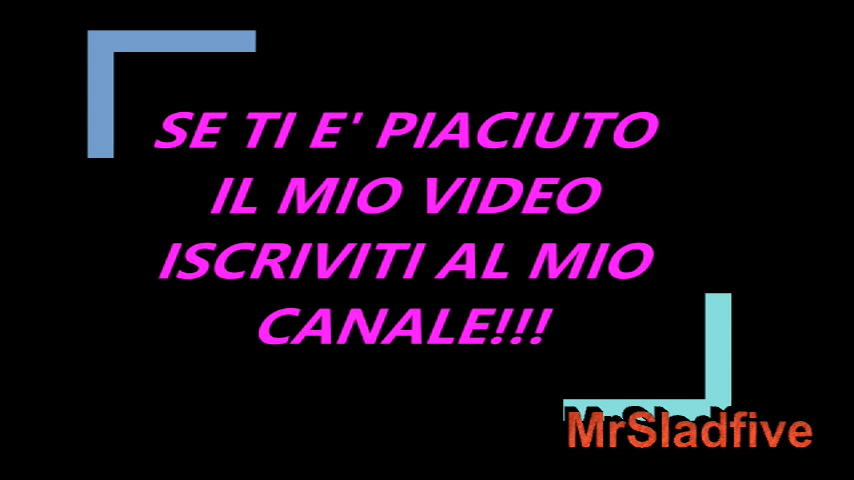 SE TI E' PIACIUTO
IL MIO VIDEO
ISCRIVITI AL MIO
CANALE!!!
MrSladfive